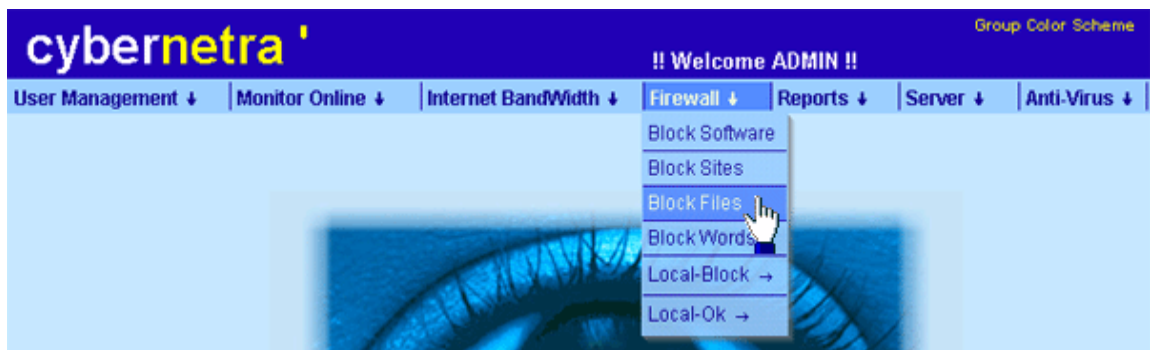 Group Color Scheme
cybernetra '
!! Welcome ADMIN !!
User Management ↓ Monitor Online ↓ Internet BandWidth ↓ Firewall ↓ Reports ↓ Server ↓ Anti-Virus ↓
Block Software
Block Sites
Block Files
Block Words
Local-Block →
Local-Ok →